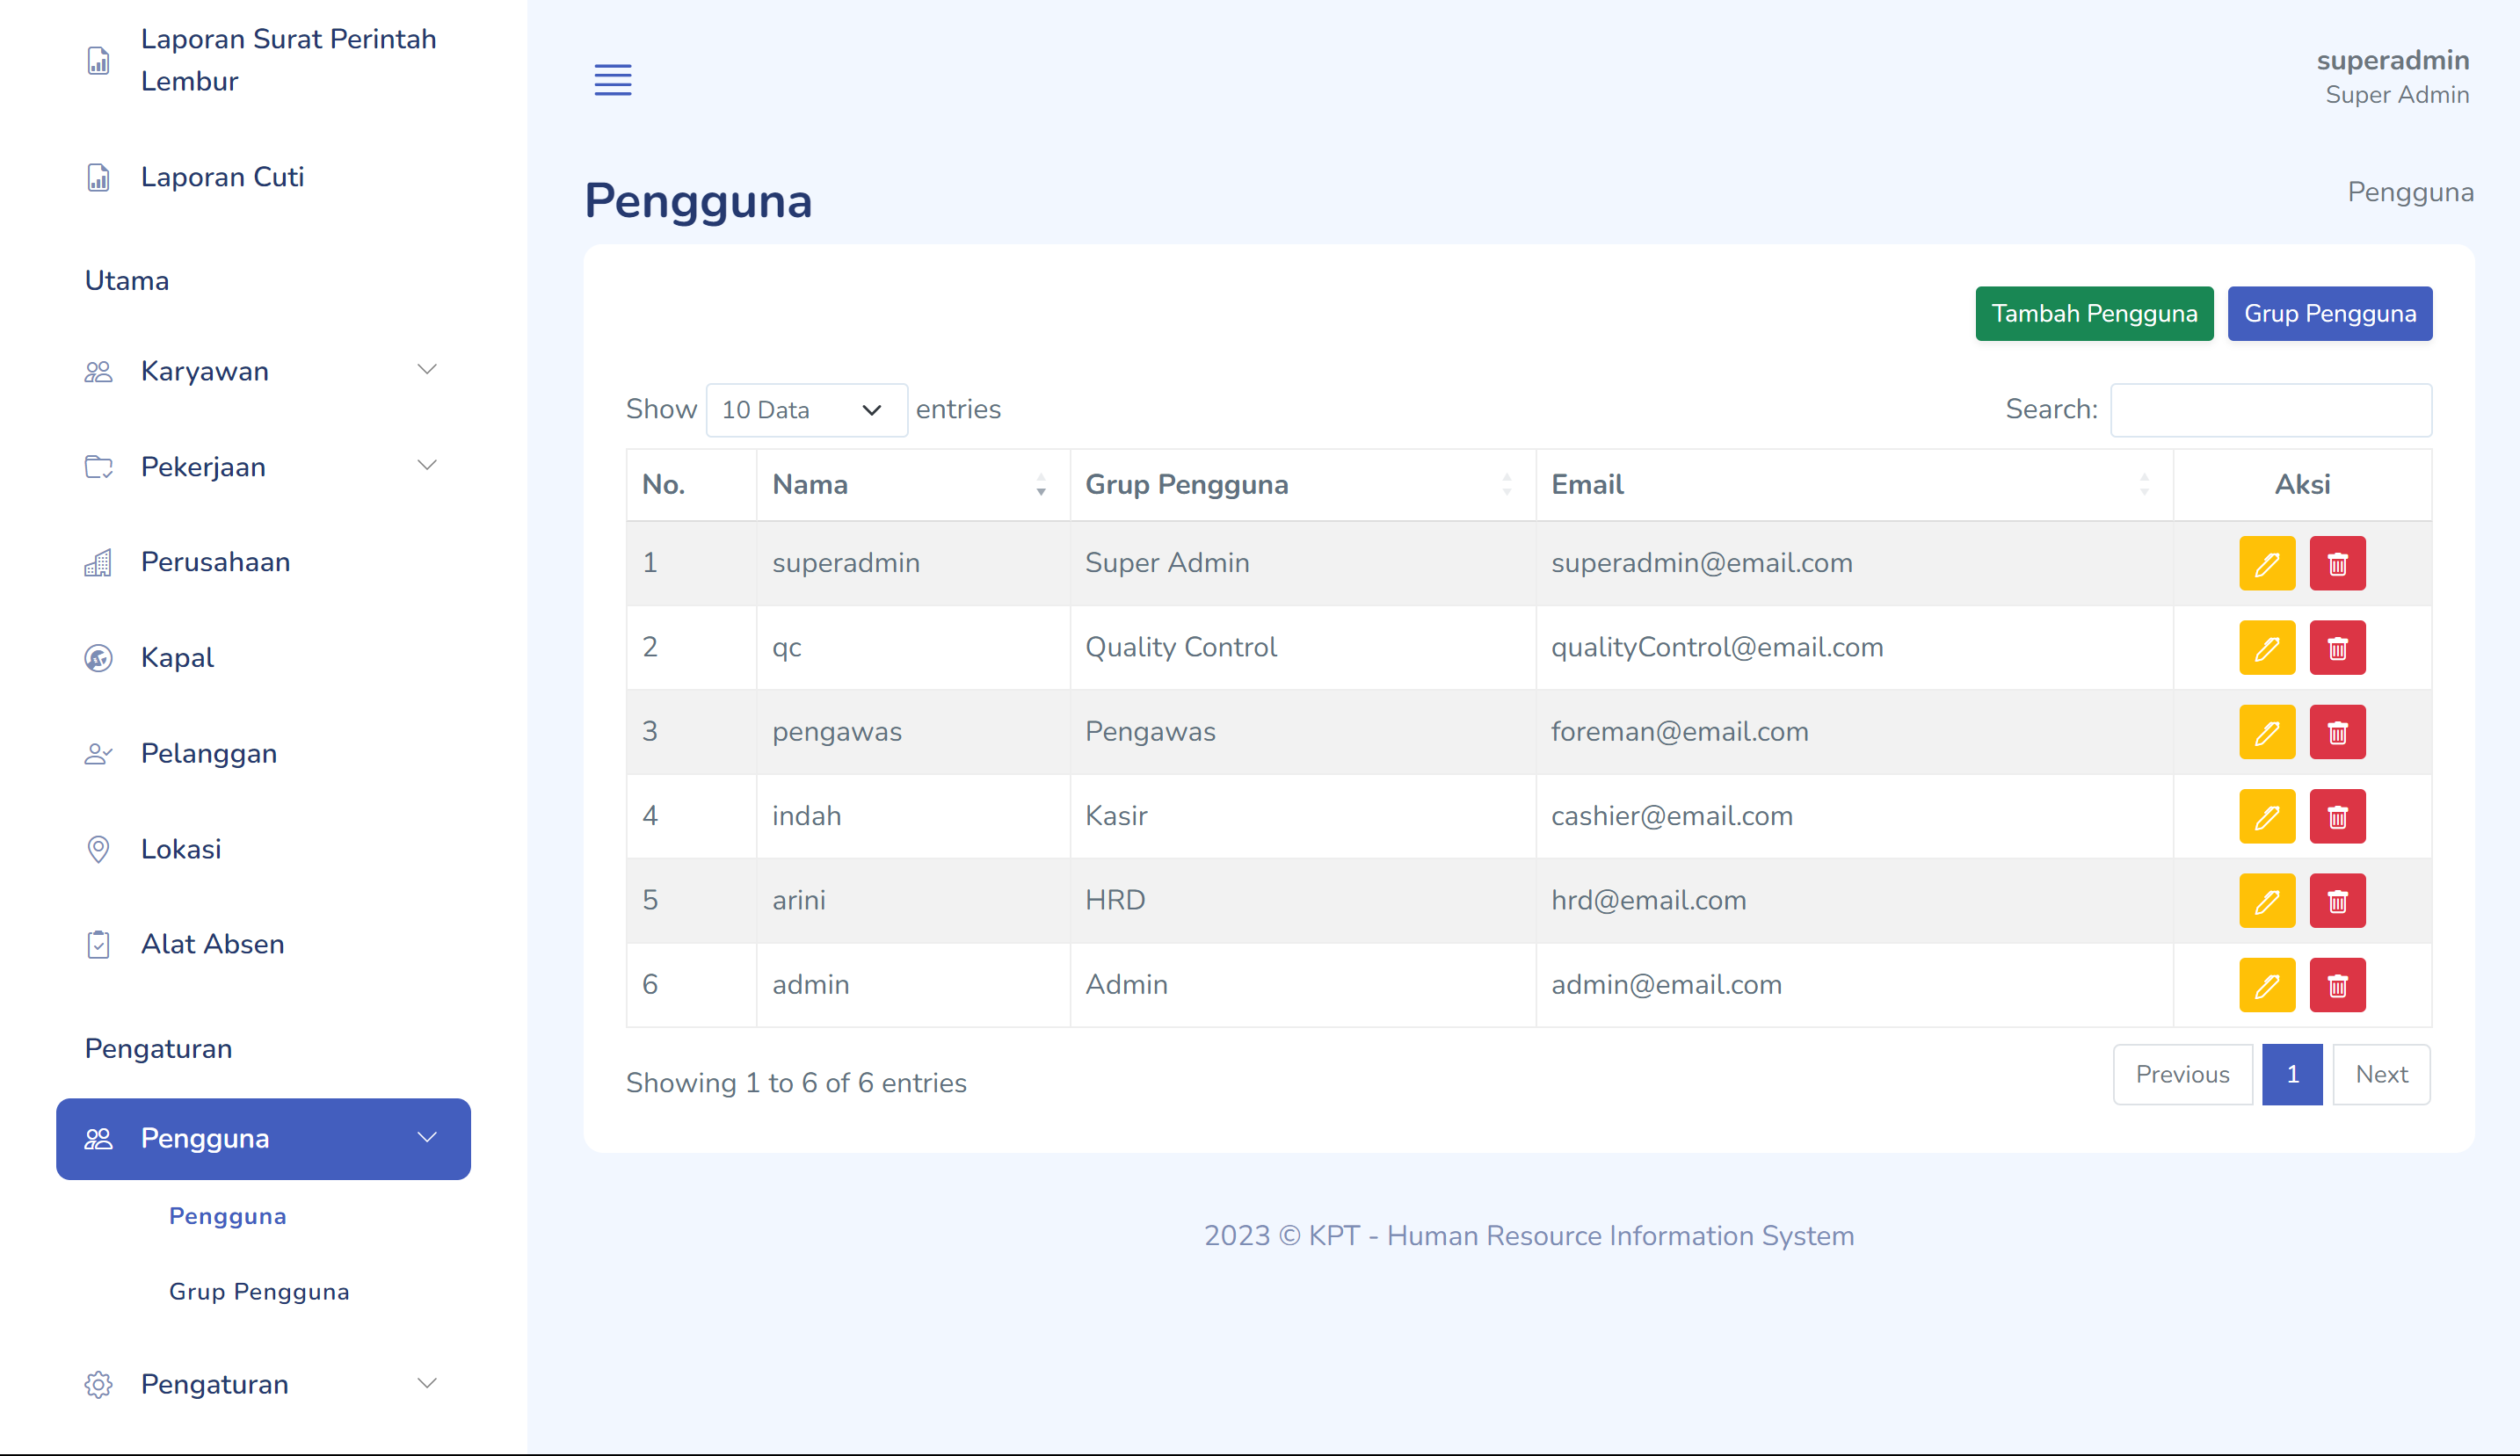 Laporan Surat Perintah
Lembur
Laporan Cuti
Utama
Karyawan
Pekerjaan
Perusahaan
Kapal
Pelanggan
Lokasi
Alat Absen
Pengaturan
Pengguna
Pengguna
Grup Pengguna
Pengaturan
superadmin
Super Admin
Pengguna
Pengguna
Tambah Pengguna Grup Pengguna
Show 10 Data entries Search:
No. Nama Grup Pengguna Email Aksi
1 superadmin Super Admin superadmin@email.com
2 qc Quality Control qualityControl@email.com
3 pengawas Pengawas foreman@email.com
4 indah Kasir cashier@email.com
5 arini HRD hrd@email.com
6 admin Admin admin@email.com
Showing 1 to 6 of 6 entries Previous 1 Next
2023 © KPT - Human Resource Information System